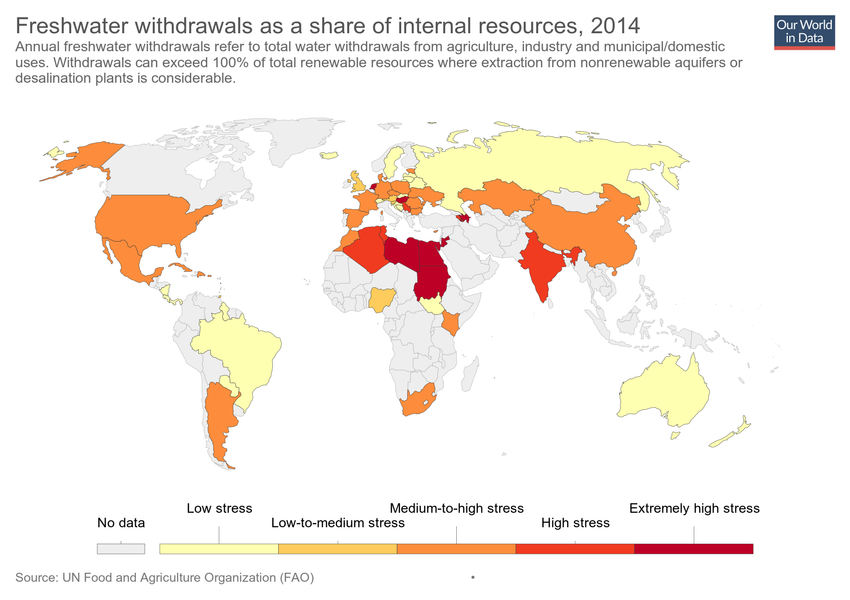 Freshwater withdrawals as a share of internal resources, 2014
Our World
in Data
Annual freshwater withdrawals refer to total water withdrawals from agriculture, industry and municipal/domestic
uses. Withdrawals can exceed 100% of total renewable resources where extraction from nonrenewable aquifers or
desalination plants is considerable.
Low stress
Medium-to-high stress
Extremely high stress
No data
Low-to-medium stress
High stress
Source: UN Food and Agriculture Organization (FAO)
•